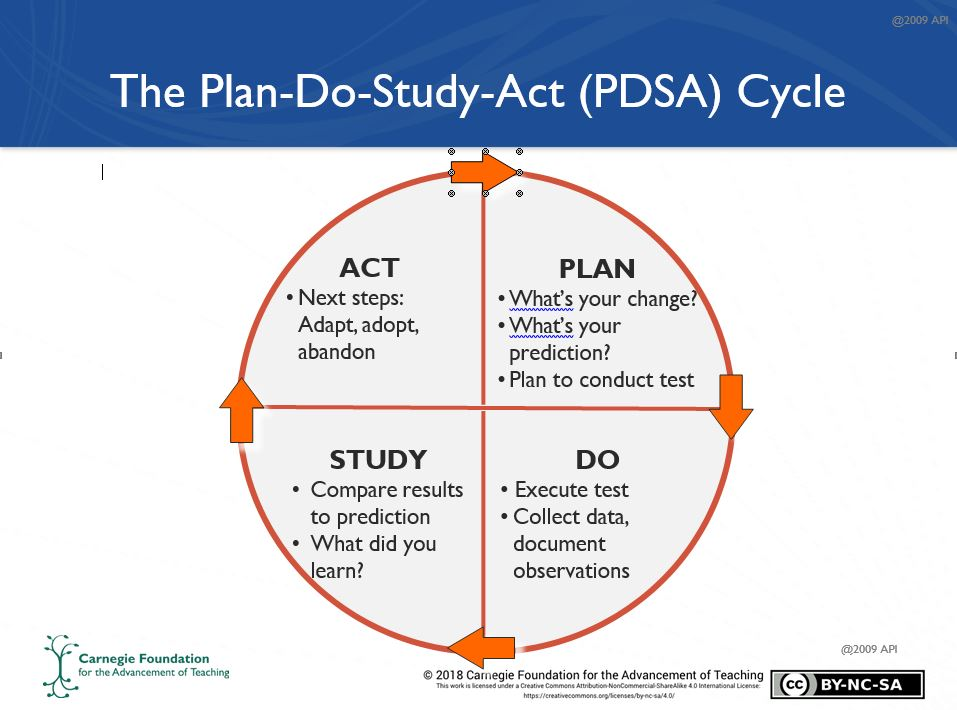 @2009 API
The Plan-Do-Study-Act (PDSA) Cycle
ACT
• Next steps:
Adapt, adopt,
abandon
PLAN
• What's your change?
• What's your
prediction?
• Plan to conduct test
STUDY
• Compare results
to prediction
• What did you
learn?
DO
• Execute test
• Collect data,
document
observations
@2009 API
Carnegie Foundation
for the Advancement of Teaching
© 2018 Carnegie Foundation for the Advancement of Teaching
This work is licensed under a Creative Commons Attribution-NonCommercial-ShareAlike 4.0 International License:
https://creativecommons.org/licenses/by-nc-sa/4.0/
cc BY-NC-SA